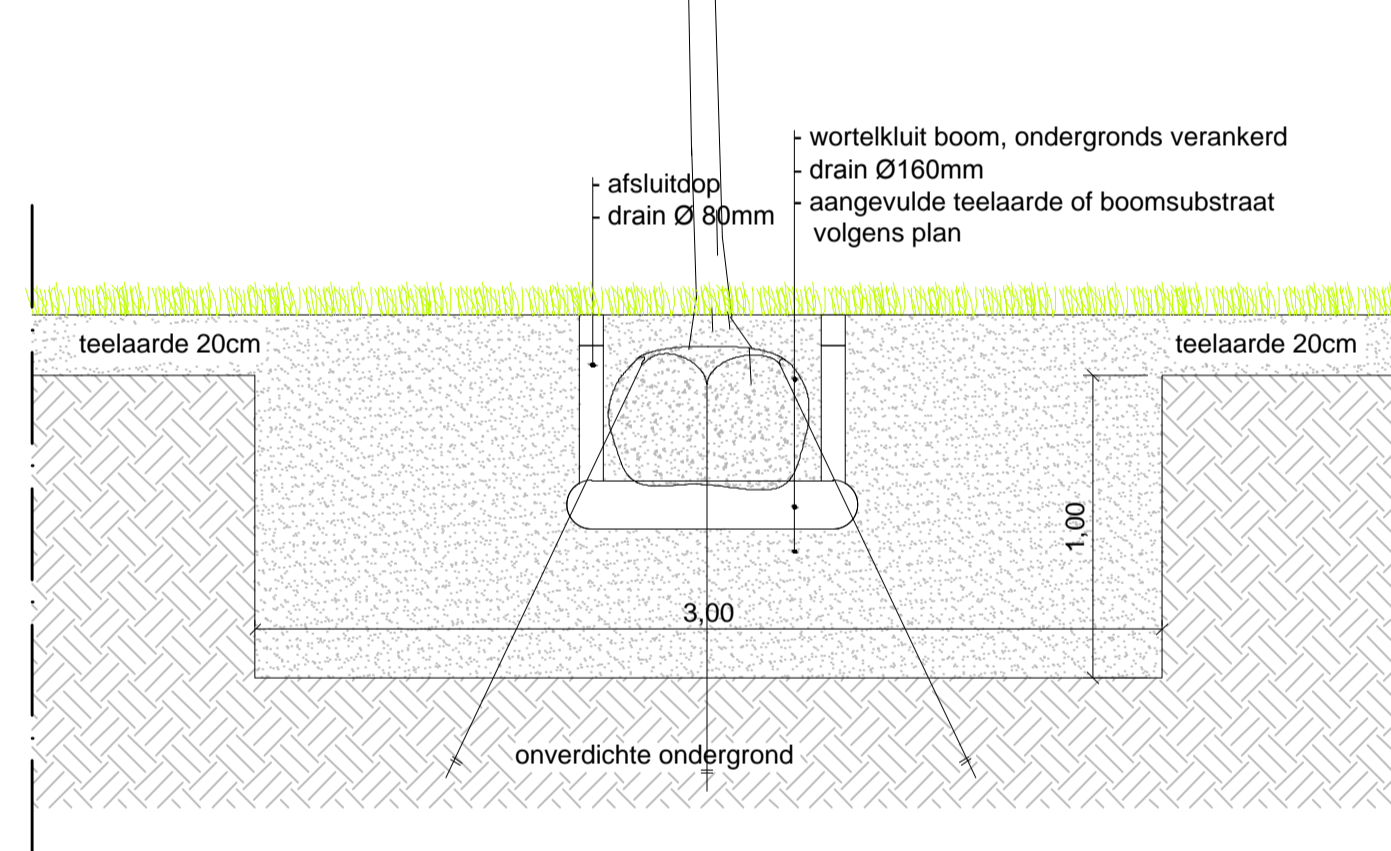 - wortelkluit boom, ondergronds verankerd
- drain Ø160mm
- aangevulde teelaarde of boomsubstraat
volgens plan
- afsluitdop
- drain Ø 80mm
teelaarde 20cm
teelaarde 20cm
1,00
3,00
onverdichte ondergrond